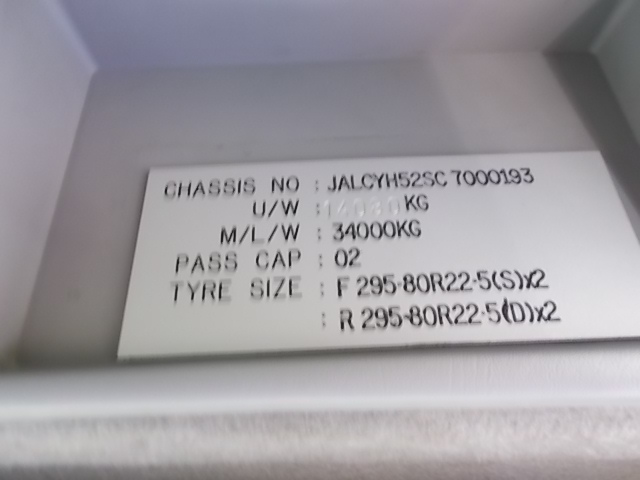 CHASSIS NO : JALCYH52SC 7000193
U/W : KG
M/L/W : 34000KG
PASS CAP : 02
TYRE SIZE : F 295-80R22-5(S)x2
: R 295-80R22-5(D)x2